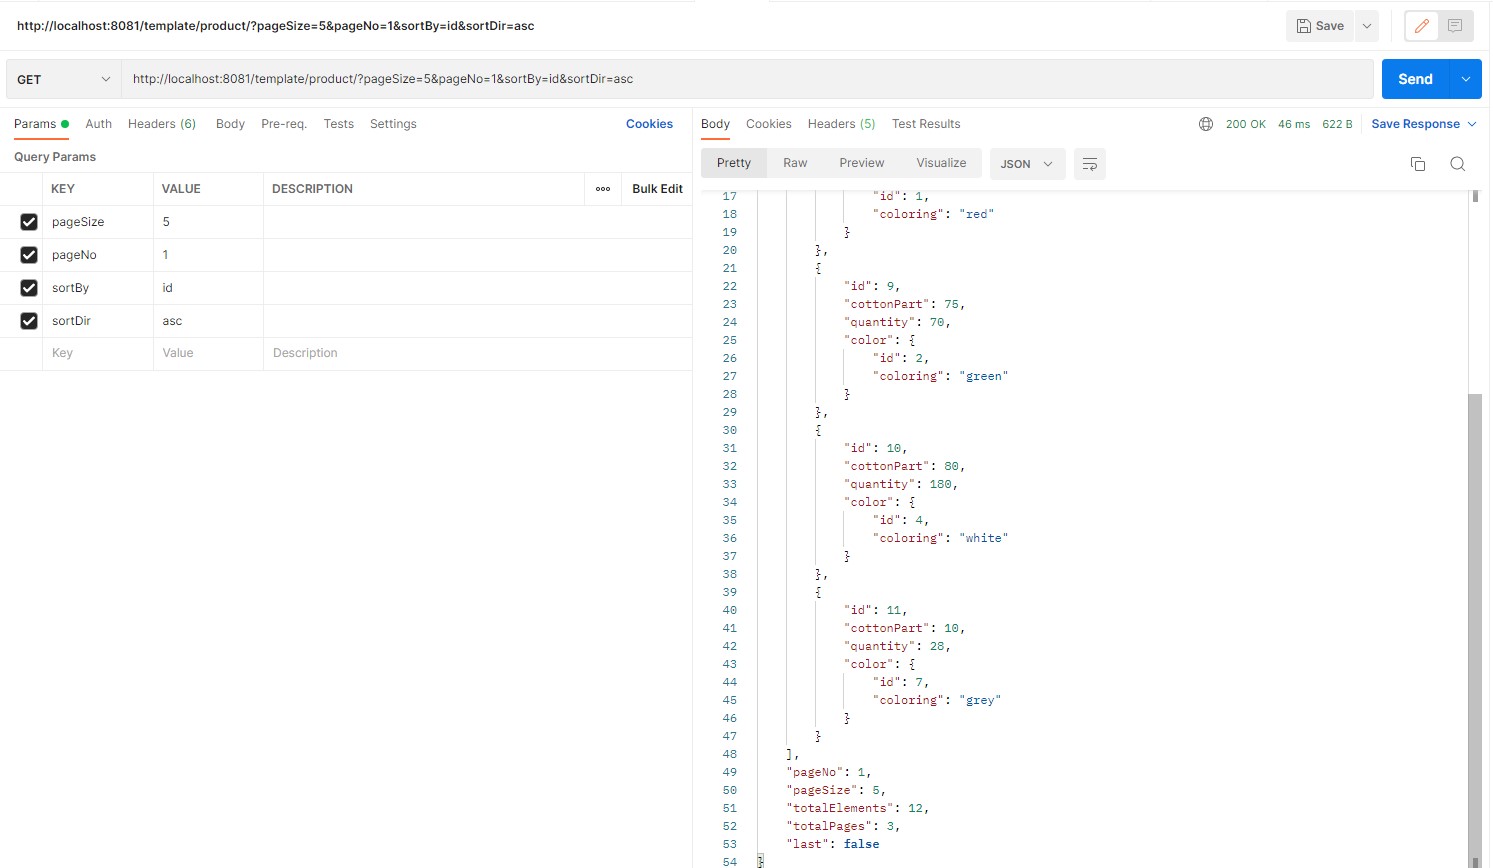 http://localhost:8081/template/product/?pageSize=5&pageNo=1&sortBy=id&sortDir=asc
Save
GET
http://localhost:8081/template/product/?pageSize=5&pageNo=1&sortBy=id&sortDir=asc
Send
Params
Auth
Headers (6)
Body
Pre-req.
Tests
Settings
Cookies
Query Params
KEY VALUE DESCRIPTION
Bulk Edit
pageSize 5
pageNo 1
sortBy id
sortDir asc
Key Value Description
Body
Cookies
Headers (5)
Test Results
200 OK 46 ms 622 B
Save Response
Pretty
Raw
Preview
Visualize
JSON
17 "id": 1,
18 "coloring": "red"
19 }
20 },
21 {
22 "id": 9,
23 "cottonPart": 75,
24 "quantity": 70,
25 "color": {
26 "id": 2,
27 "coloring": "green"
28 }
29 },
30 {
31 "id": 10,
32 "cottonPart": 80,
33 "quantity": 180,
34 "color": {
35 "id": 4,
36 "coloring": "white"
37 }
38 },
39 {
40 "id": 11,
41 "cottonPart": 10,
42 "quantity": 28,
43 "color": {
44 "id": 7,
45 "coloring": "grey"
46 }
47 }
48 ],
49 "pageNo": 1,
50 "pageSize": 5,
51 "totalElements": 12,
52 "totalPages": 3,
53 "last": false
54 }